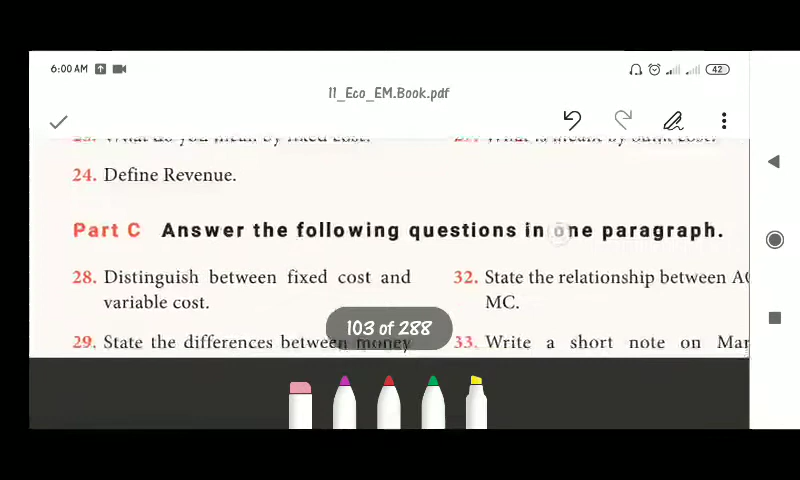 6:00 AM
42
11_Eco_EM.Book.pdf
24. Define Revenue.
Part C Answer the following questions in one paragraph.
28. Distinguish between fixed cost and
variable cost.
29. State the differences between money
32. State the relationship between
MC.
33. Write a short note on
103 of 288